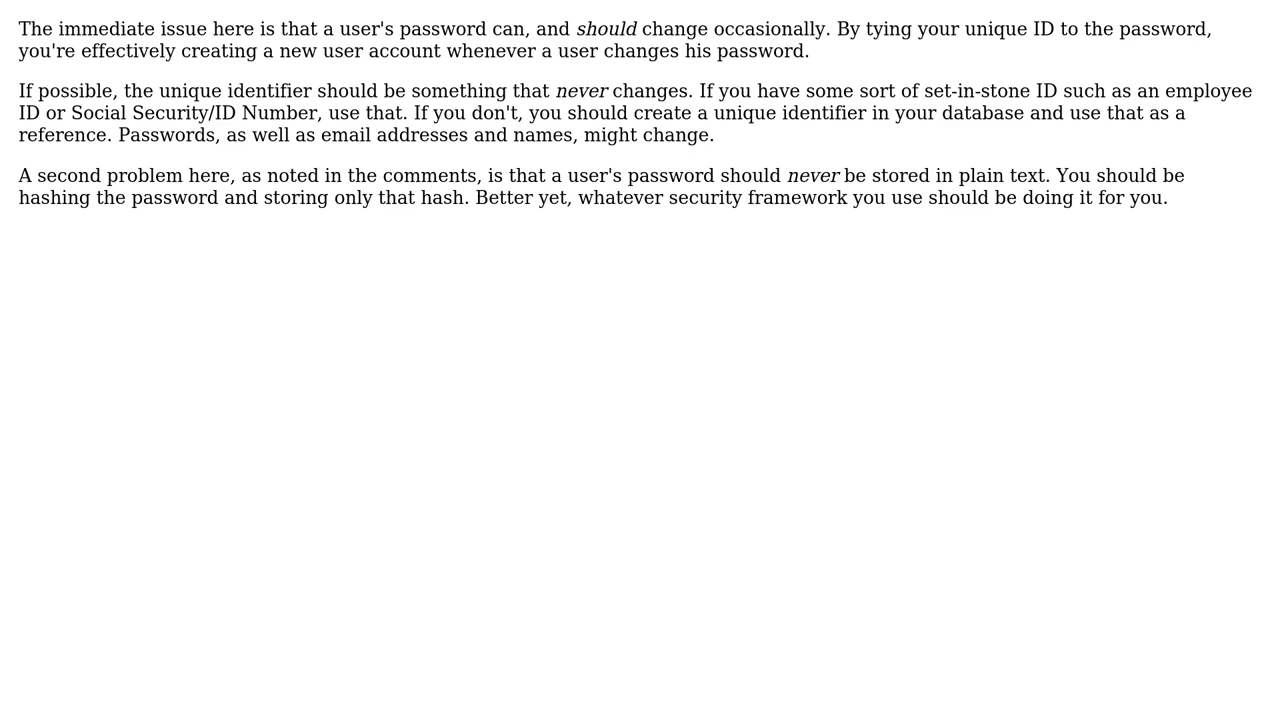 The immediate issue here is that a user's password can, and should change occasionally. By tying your unique ID to the password,
you're effectively creating a new user account whenever a user changes his password.
If possible, the unique identifier should be something that never changes. If you have some sort of set-in-stone ID such as an employee
ID or Social Security/ID Number, use that. If you don't, you should create a unique identifier in your database and use that as a
reference. Passwords, as well as email addresses and names, might change.
A second problem here, as noted in the comments, is that a user's password should never be stored in plain text. You should be
hashing the password and storing only that hash. Better yet, whatever security framework you use should be doing it for you.